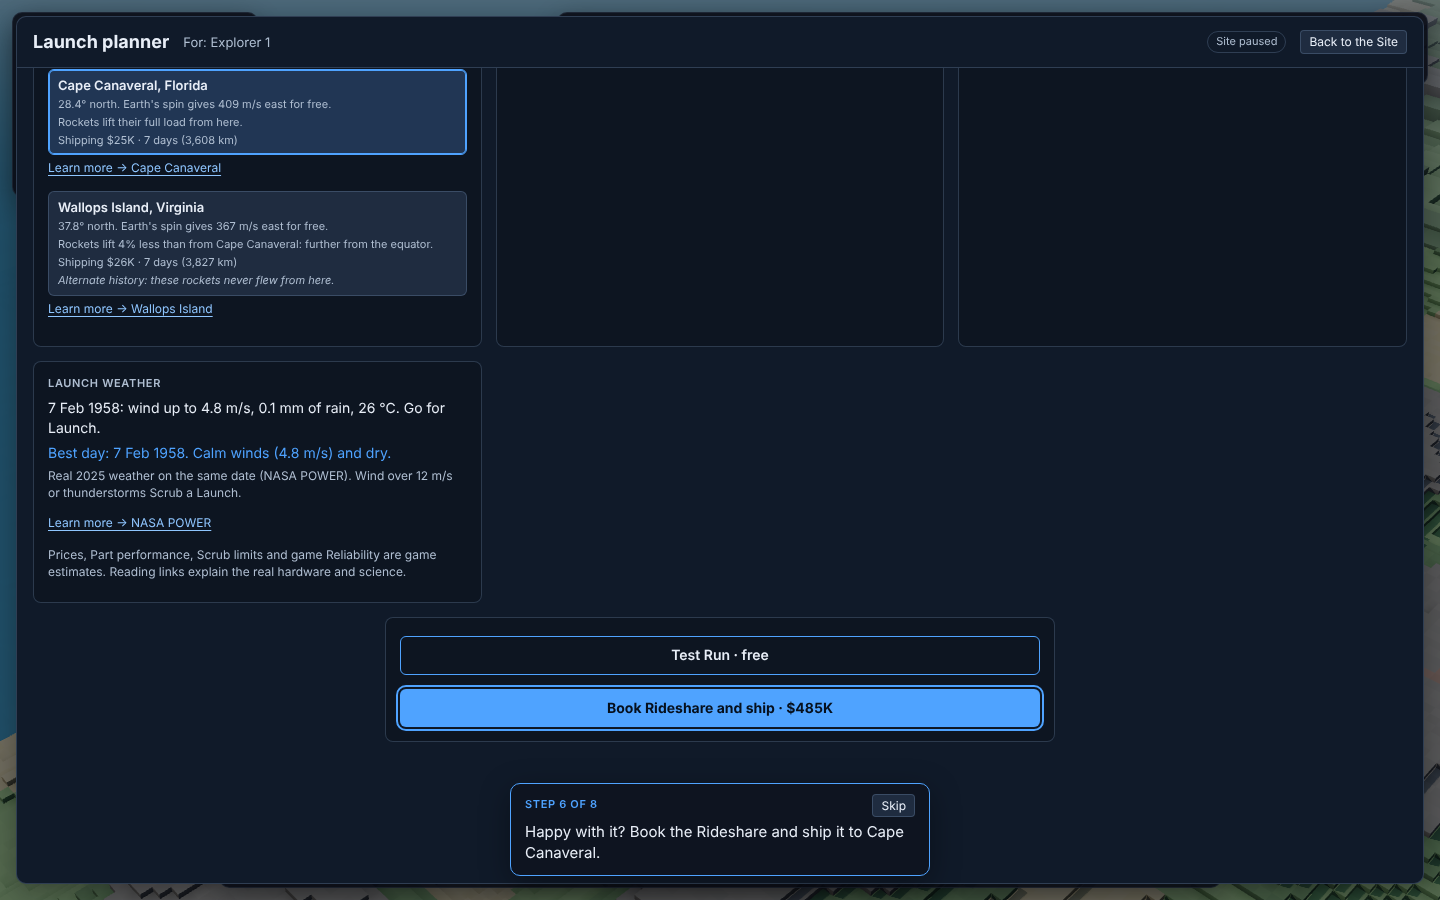 Launch planner
For: Explorer 1
Site paused
Back to the Site
Cape Canaveral, Florida
28.4° north. Earth's spin gives 409 m/s east for free.
Rockets lift their full load from here.
Shipping $25K · 7 days (3,608 km)
Learn more → Cape Canaveral
Wallops Island, Virginia
37.8° north. Earth's spin gives 367 m/s east for free.
Rockets lift 4% less than from Cape Canaveral: further from the equator.
Shipping $26K · 7 days (3,827 km)
Alternate history: these rockets never flew from here.
Learn more → Wallops Island
LAUNCH WEATHER
7 Feb 1958: wind up to 4.8 m/s, 0.1 mm of rain, 26 °C. Go for
Launch.
Best day: 7 Feb 1958. Calm winds (4.8 m/s) and dry.
Real 2025 weather on the same date (NASA POWER). Wind over 12 m/s
or thunderstorms Scrub a Launch.
Learn more → NASA POWER
Prices, Part performance, Scrub limits and game Reliability are game
estimates. Reading links explain the real hardware and science.
Test Run · free
Book Rideshare and ship · $485K
STEP 6 OF 8
Skip
Happy with it? Book the Rideshare and ship it to Cape
Canaveral.